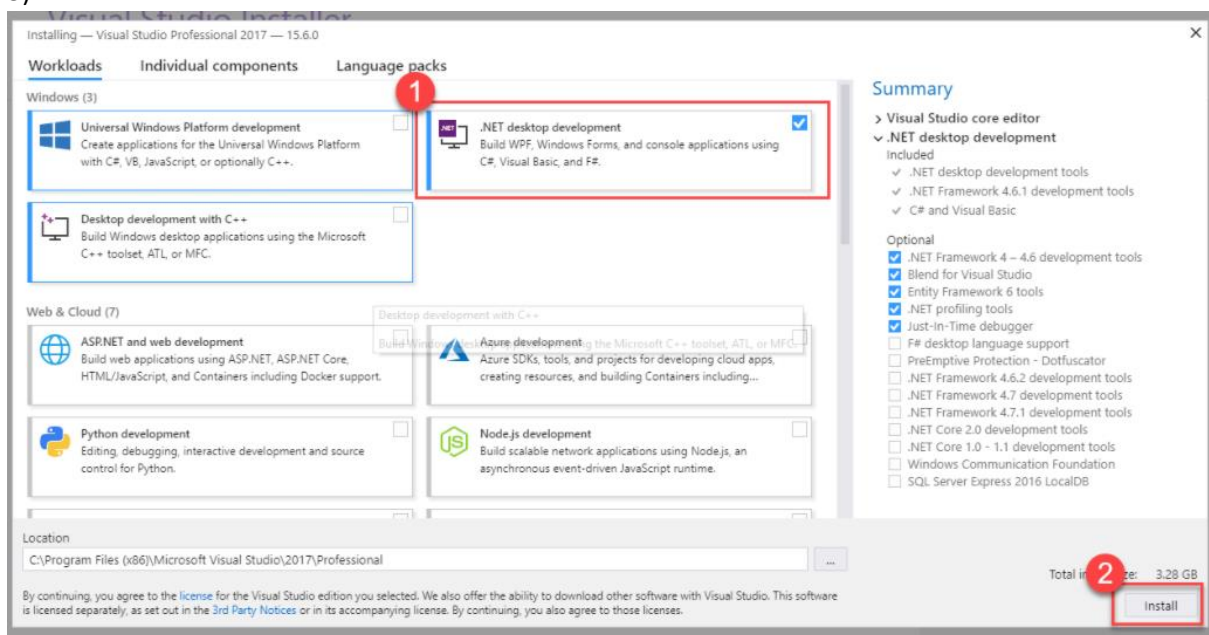 Visual Studio Installer
Installing — Visual Studio Professional 2017 — 15.6.0
Workloads Individual components Language packs
1
Windows (3)
Universal Windows Platform development
Create applications for the Universal Windows Platform
with C#, VB, JavaScript, or optionally C++.
.NET desktop development
Build WPF, Windows Forms, and console applications using
C#, Visual Basic, and F#.
Desktop development with C++
Build Windows desktop applications using the Microsoft
C++ toolset, ATL, or MFC.
Web & Cloud (7)
Desktop development with C++
Build Windows desktop applications using the Microsoft C++ toolset, ATL, or MFC.
ASP.NET and web development
Build web applications using ASP.NET, ASP.NET Core,
HTML/JavaScript, and Containers including Docker support.
Azure development
Azure SDKs, tools, and projects for developing cloud apps,
creating resources, and building Containers including...
Python development
Editing, debugging, interactive development and source
control for Python.
Node.js development
Build scalable network applications using Node.js, an
asynchronous event-driven JavaScript runtime.
Summary
Visual Studio core editor
.NET desktop development
Included
.NET desktop development tools
.NET Framework 4.6.1 development tools
C# and Visual Basic
Optional
.NET Framework 4 – 4.6 development tools
Blend for Visual Studio
Entity Framework 6 tools
.NET profiling tools
Just-In-Time debugger
F# desktop language support
PreEmptive Protection - Dotfuscator
.NET Framework 4.6.2 development tools
.NET Framework 4.7 development tools
.NET Framework 4.7.1 development tools
.NET Core 2.0 development tools
.NET Core 1.0 - 1.1 development tools
Windows Communication Foundation
SQL Server Express 2016 LocalDB
Location
C:\Program Files (x86)\Microsoft Visual Studio\2017\Professional ...
By continuing, you agree to the license for the Visual Studio edition you selected. We also offer the ability to download other software with Visual Studio. This software
is licensed separately, as set out in the 3rd Party Notices or in its accompanying license. By continuing, you also agree to those licenses.
Total 3.28 GB
2
Install